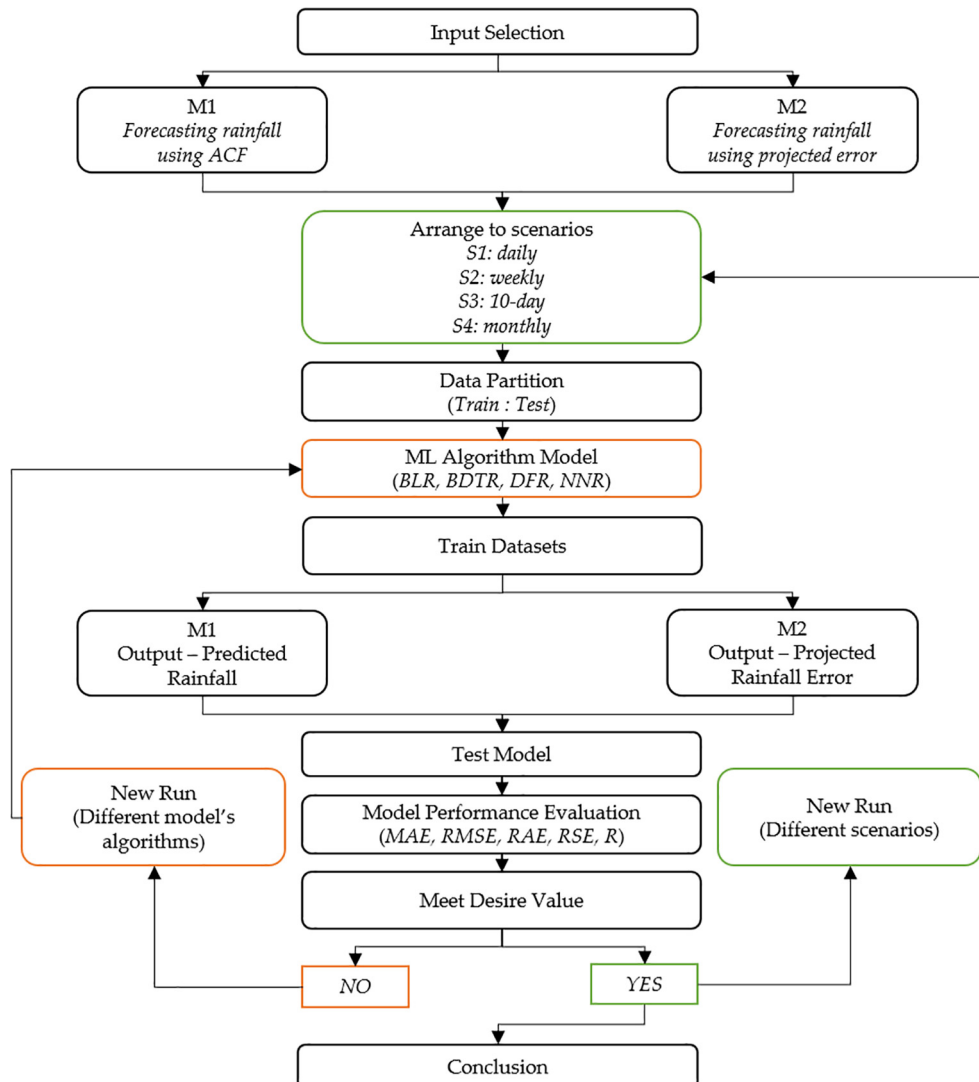 Input Selection
M1
Forecasting rainfall
using ACF
M2
Forecasting rainfall
using projected error
Arrange to scenarios
S1: daily
S2: weekly
S3: 10-day
S4: monthly
Data Partition
(Train : Test)
ML Algorithm Model
(BLR, BDTR, DFR, NNR)
Train Datasets
M1
Output – Predicted
Rainfall
M2
Output – Projected
Rainfall Error
Test Model
New Run
(Different model's
algorithms)
Model Performance Evaluation
(MAE, RMSE, RAE, RSE, R)
New Run
(Different scenarios)
Meet Desire Value
NO
YES
Conclusion